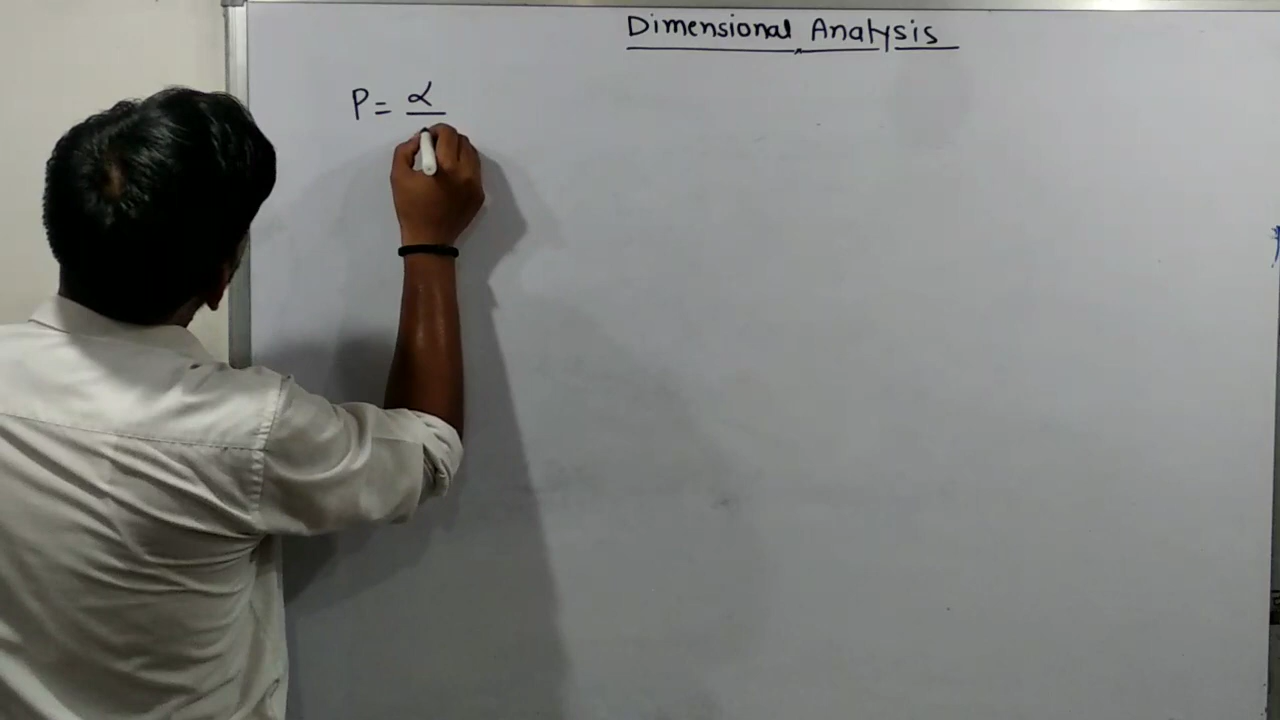 Dimensional Analysis
P = α